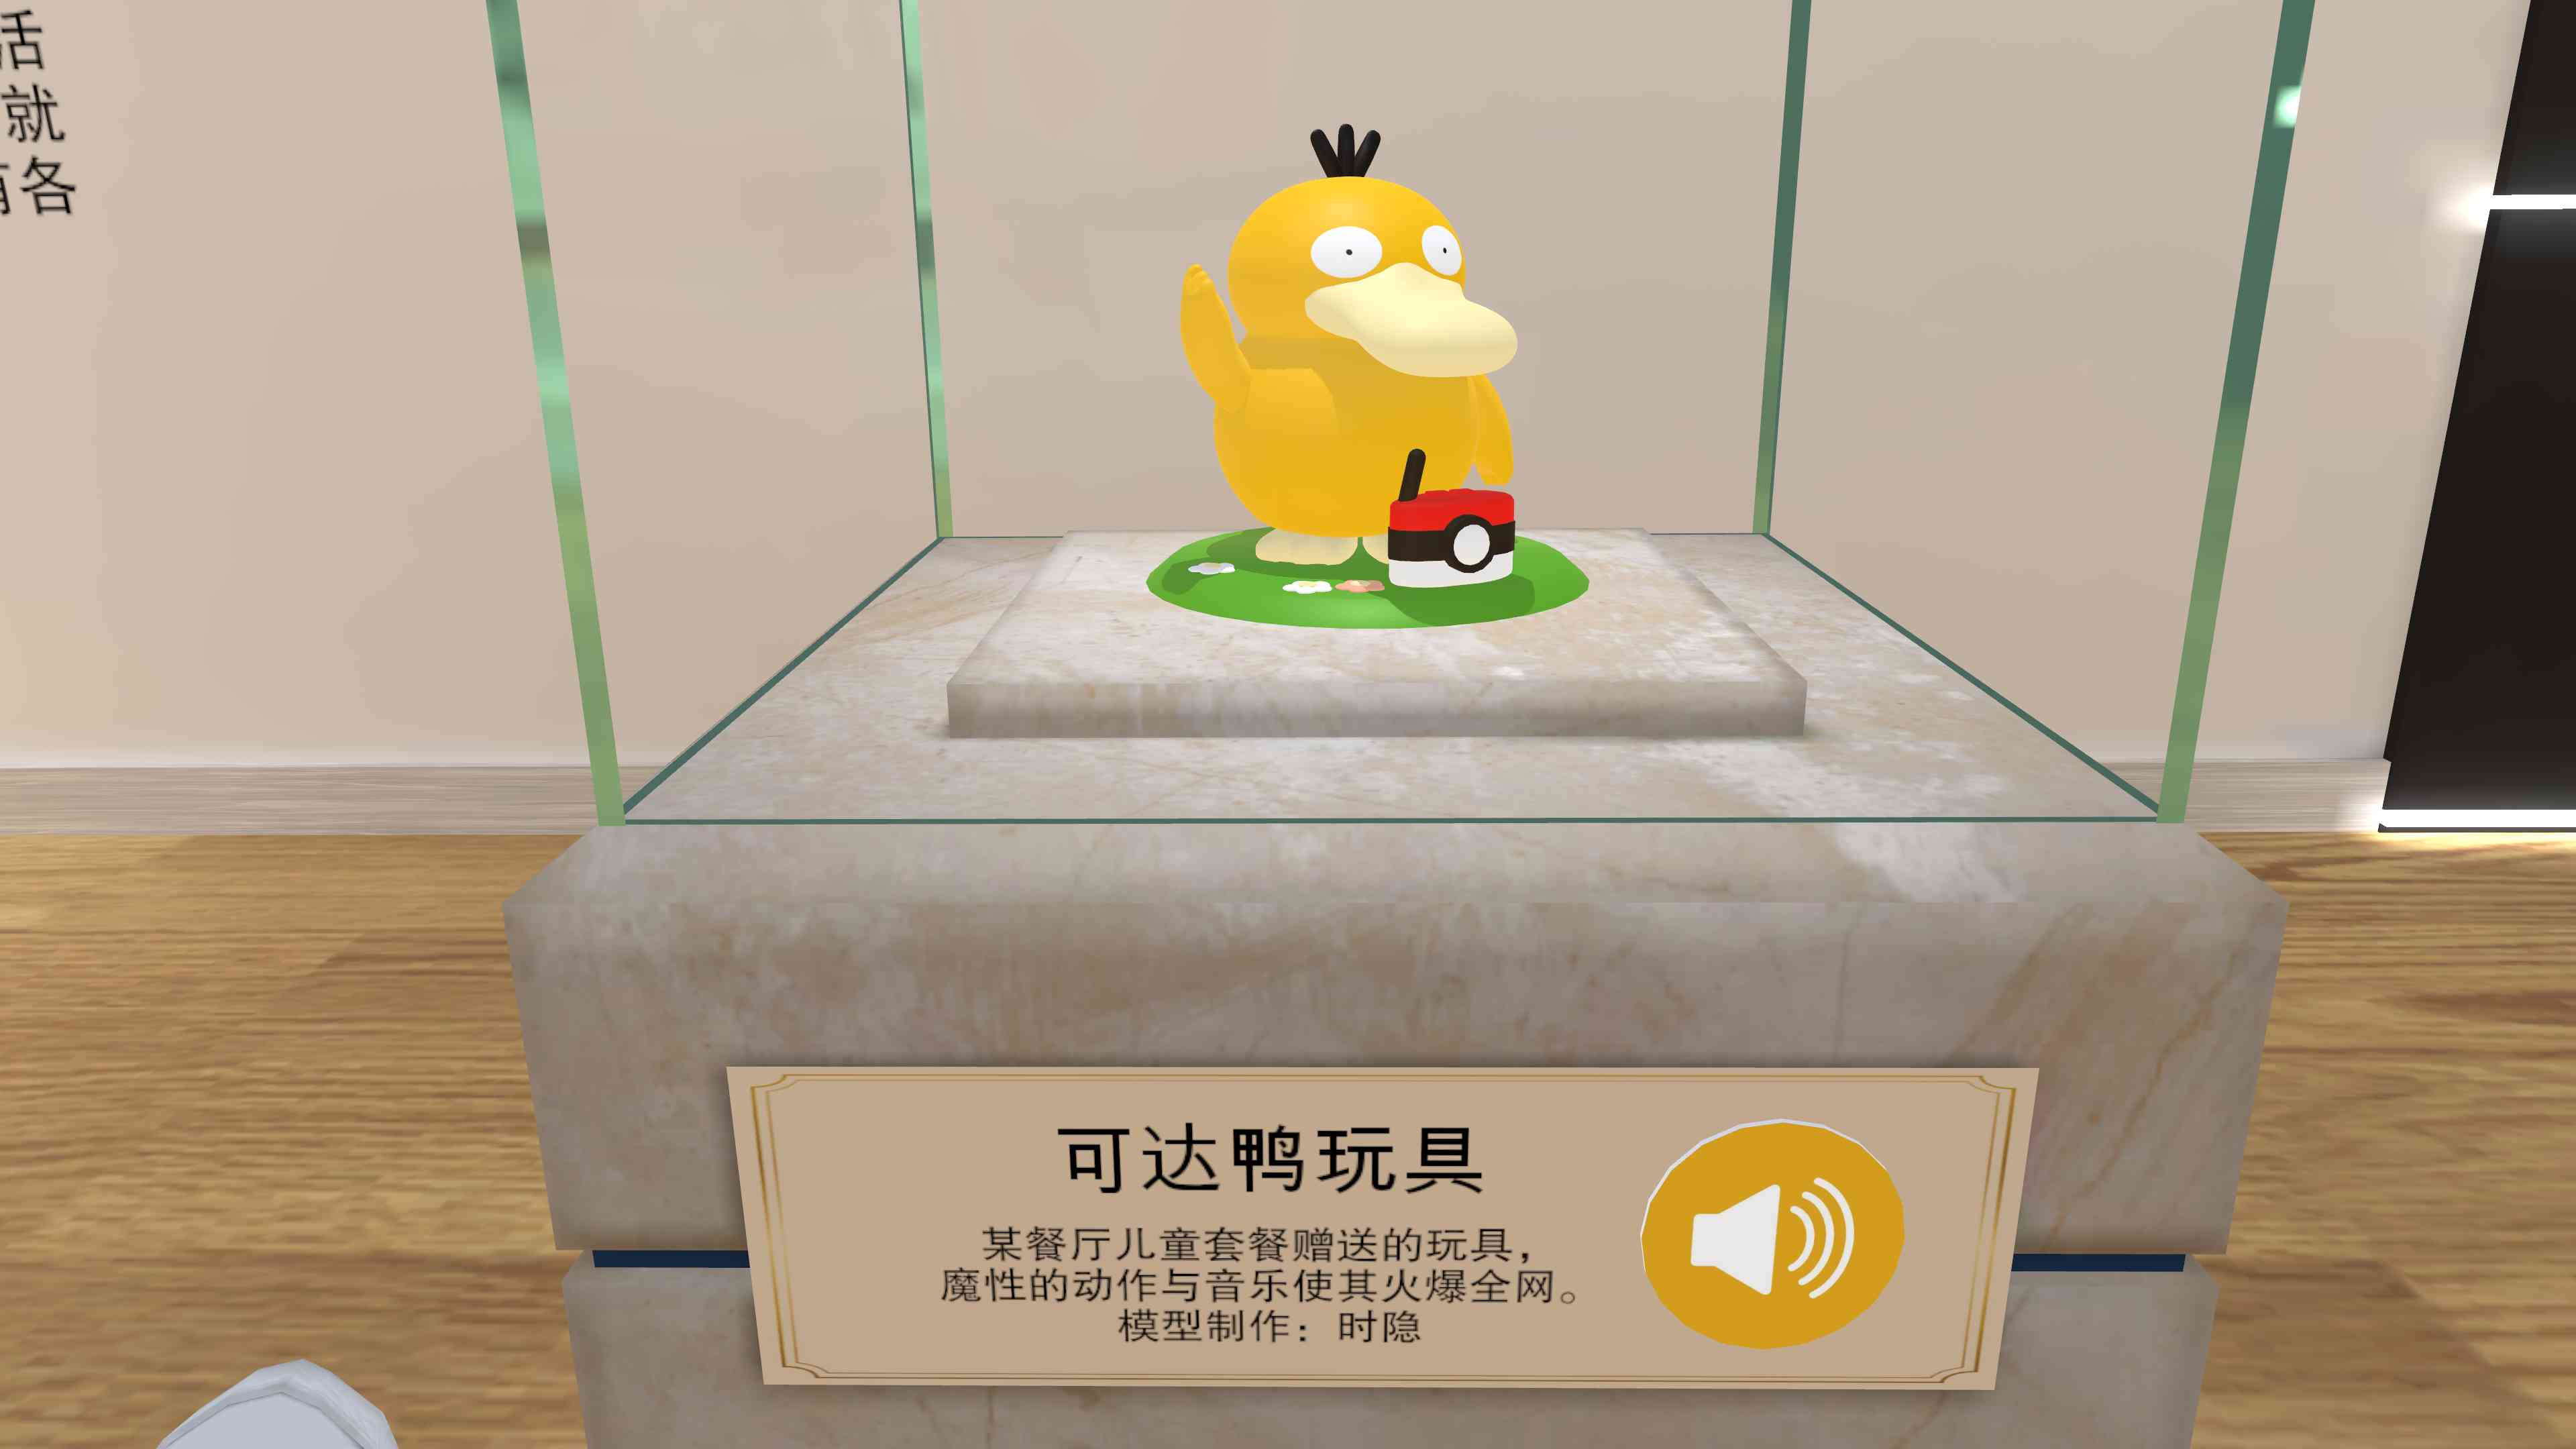 活
就
有各
可达鸭玩具
某餐厅儿童套餐赠送的玩具，
魔性的动作与音乐使其火爆全网。
模型制作：时隐